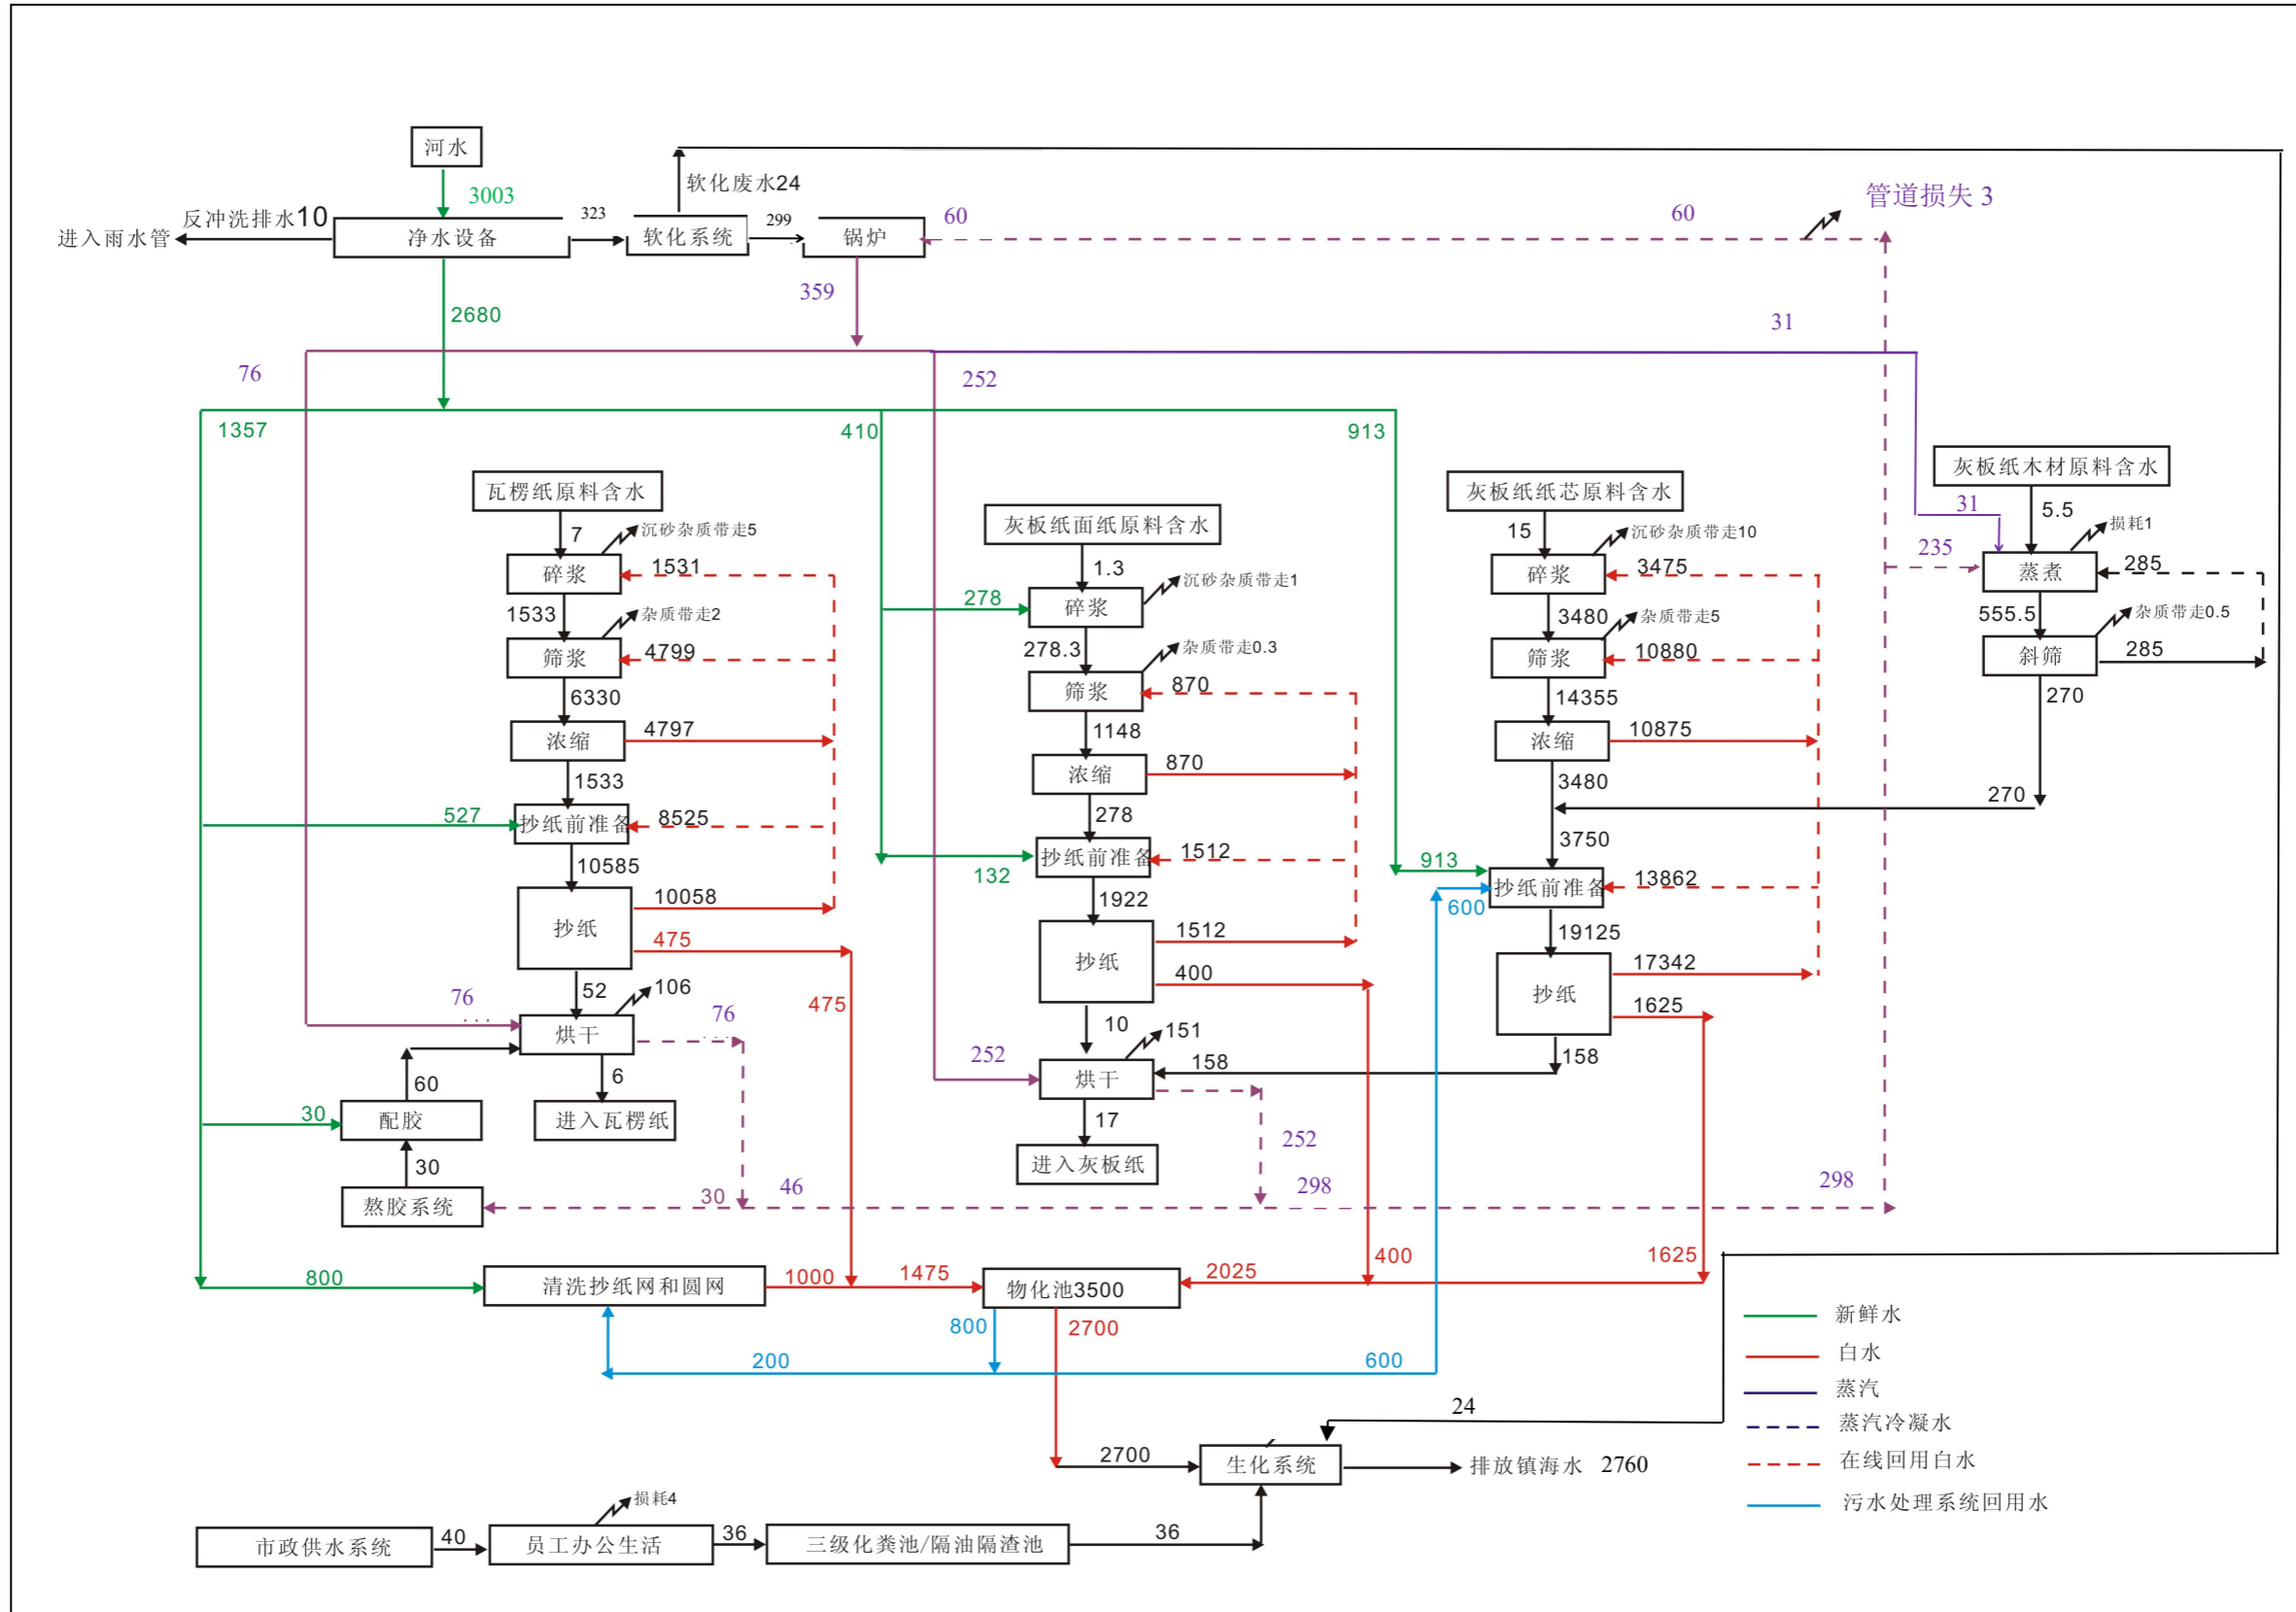 河水
3003
软化废水24
管道损失 3
反冲洗排水10
323
299
60
60
进入雨水管
净水设备
软化系统
锅炉
359
2680
31
76
252
1357
410
913
灰板纸木材原料含水
瓦楞纸原料含水
灰板纸纸芯原料含水
灰板纸面纸原料含水
31
5.5
损耗1
7
沉砂杂质带走5
15
沉砂杂质带走10
235
285
碎浆
1531
1.3
沉砂杂质带走1
碎浆
3475
蒸煮
278
碎浆
1533
杂质带走2
3480
杂质带走5
555.5
杂质带走0.5
筛浆
4799
278.3
杂质带走0.3
筛浆
10880
斜筛
285
筛浆
870
6330
14355
270
浓缩
4797
1148
浓缩
10875
浓缩
870
1533
3480
270
527
抄纸前准备
8525
278
3750
抄纸前准备
1512
132
913
10585
抄纸前准备
13862
600
10058
1922
19125
抄纸
475
1512
抄纸
400
17342
抄纸
1625
52
106
76
76
475
10
151
烘干
252
158
158
烘干
60
6
17
30
配胶
进入瓦楞纸
252
进入灰板纸
30
熬胶系统
30
46
298
298
400
1625
800
清洗抄纸网和圆网
1000
1475
物化池3500
2025
800
2700
新鲜水
200
600
白水
蒸汽
24
蒸汽冷凝水
2700
生化系统
排放镇海水 2760
在线回用白水
污水处理系统回用水
损耗4
市政供水系统
40
员工办公生活
36
三级化粪池/隔油隔渣池
36